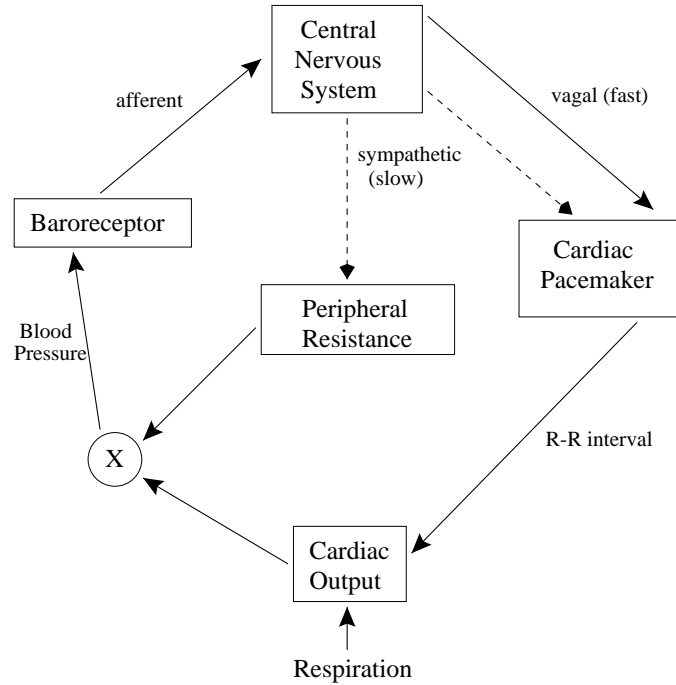 Central
Nervous
System
afferent
vagal (fast)
sympathetic
(slow)
Baroreceptor
Cardiac
Pacemaker
Peripheral
Resistance
Blood
Pressure
R-R interval
X
Cardiac
Output
Respiration